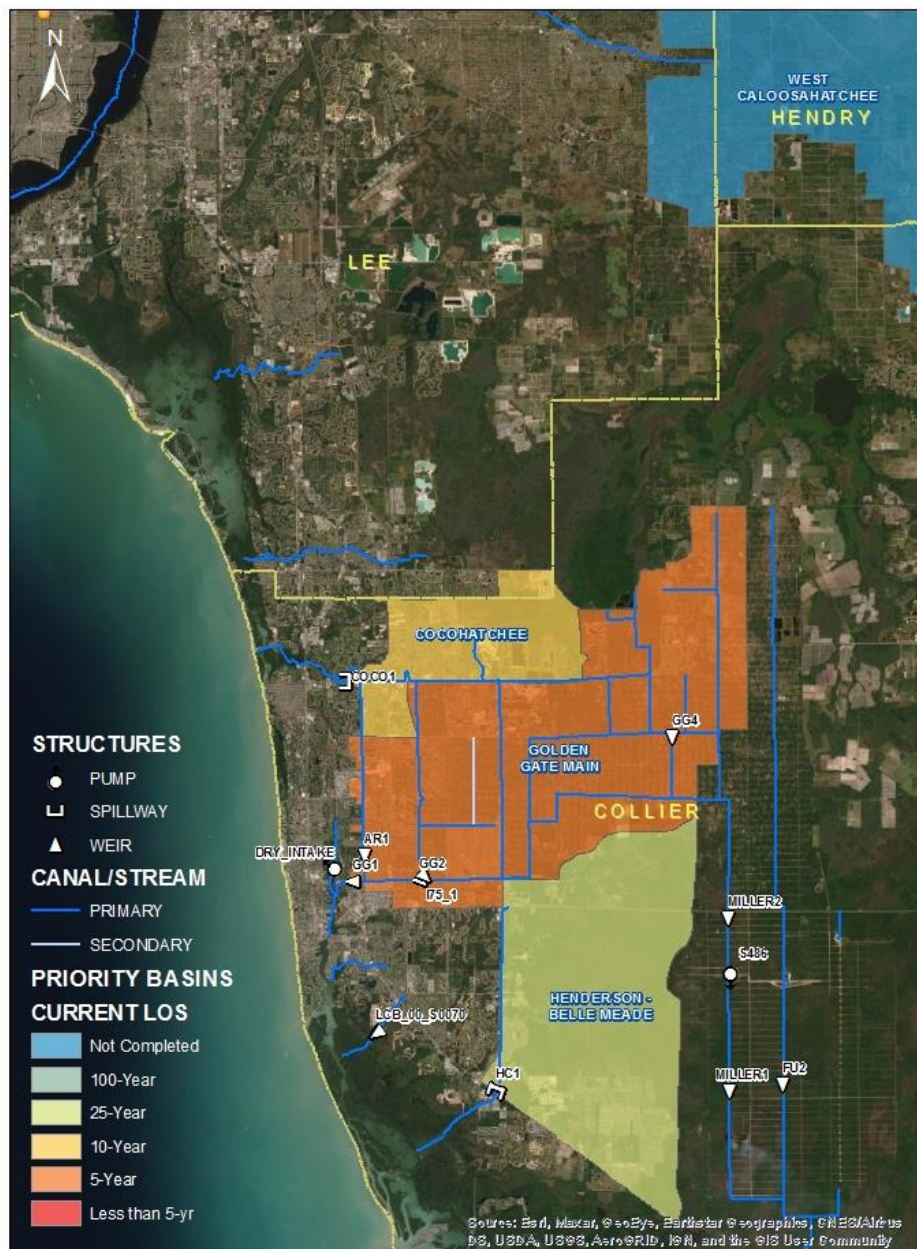 N
WEST
CALOOSAHATCHEE
HENDRY
LEE
COCOHATCHEE
COCO1
GG4
GOLDEN
GATE MAIN
COLLIER
AR1
DRY_INTAKE
GG1
GG2
I75_1
MILLER2
S486
HENDERSON -
BELLE MEADE
LCB_00_S0070
HC1
MILLER1
FU2
STRUCTURES
PUMP
SPILLWAY
WEIR
CANAL/STREAM
PRIMARY
SECONDARY
PRIORITY BASINS
CURRENT LOS
Not Completed
100-Year
25-Year
10-Year
5-Year
Less than 5-yr
Source: Esri, Maxar, GeoEye, Earthstar Geographics, CNES/Airbus
DS, USDA, USGS, AeroGRID, IGN, and the GIS User Community